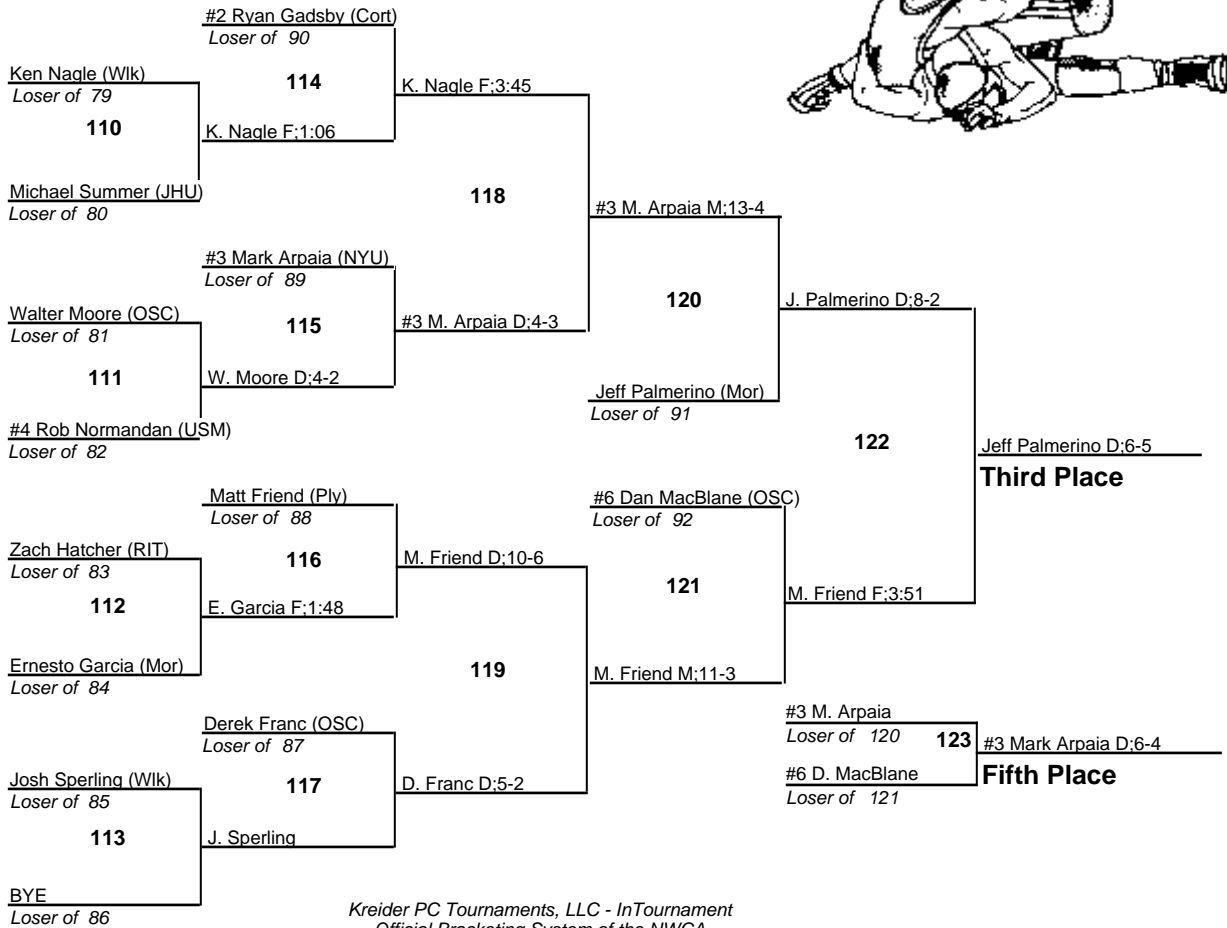 #2 Ryan Gadsby (Cort)
Loser of 90
Ken Nagle (Wlk)
Loser of 79
114
K. Nagle F;3:45
110
K. Nagle F;1:06
Michael Summer (JHU)
Loser of 80
118
#3 M. Arpaia M;13-4
#3 Mark Arpaia (NYU)
Loser of 89
Walter Moore (OSC)
Loser of 81
115
#3 M. Arpaia D;4-3
120
J. Palmerino D;8-2
111
W. Moore D;4-2
Jeff Palmerino (Mor)
Loser of 91
#4 Rob Normandan (USM)
Loser of 82
122
Jeff Palmerino D;6-5
Third Place
Matt Friend (Ply)
Loser of 88
#6 Dan MacBlane (OSC)
Loser of 92
Zach Hatcher (RIT)
Loser of 83
116
M. Friend D;10-6
121
M. Friend F;3:51
112
E. Garcia F;1:48
Ernesto Garcia (Mor)
Loser of 84
119
M. Friend M;11-3
Derek Franc (OSC)
Loser of 87
#3 M. Arpaia
Loser of 120
123
#3 Mark Arpaia D;6-4
Fifth Place
#6 D. MacBlane
Loser of 121
Josh Sperling (Wlk)
Loser of 85
117
D. Franc D;5-2
113
J. Sperling
BYE
Loser of 86
Kreider PC Tournaments, LLC - InTournament
Official Bracketing System of the NWCA